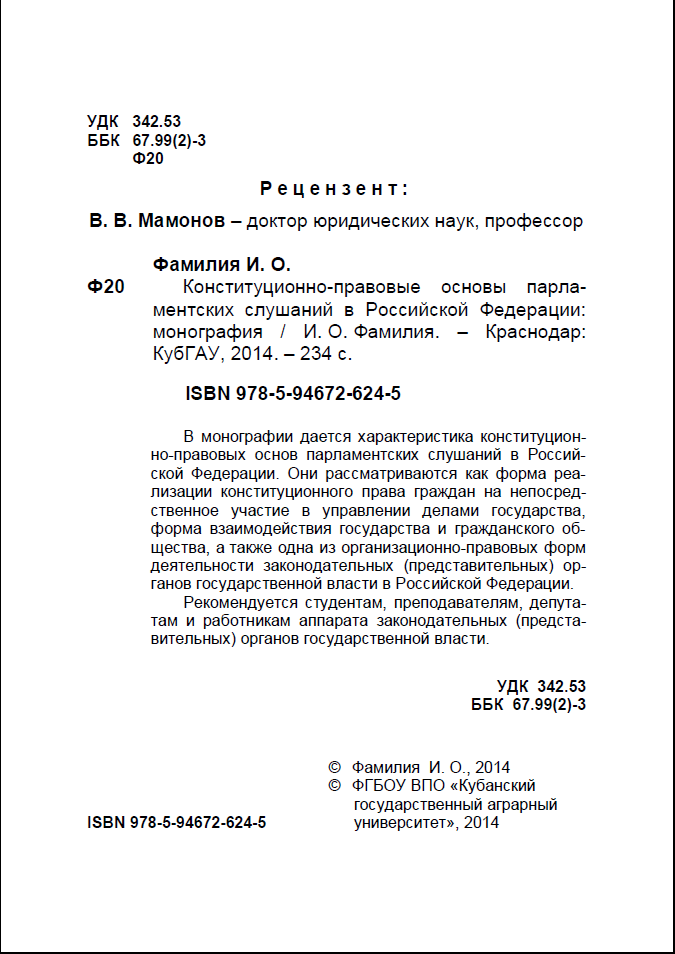 УДК 342.53
ББК 67.99(2)-3
Ф20
Рецензент:
В. В. Мамонов – доктор юридических наук, профессор
Фамилия И. О.
Ф20 Конституционно-правовые основы парла-
ментских слушаний в Российской Федерации:
монография / И. О. Фамилия. – Краснодар:
КубГАУ, 2014. – 234 с.
ISBN 978-5-94672-624-5
В монографии дается характеристика конституцион-
но-правовых основ парламентских слушаний в Россий-
ской Федерации. Они рассматриваются как форма реа-
лизации конституционного права граждан на непосред-
ственное участие в управлении делами государства,
форма взаимодействия государства и гражданского об-
щества, а также одна из организационно-правовых форм
деятельности законодательных (представительных) ор-
ганов государственной власти в Российской Федерации.
Рекомендуется студентам, преподавателям, депута-
там и работникам аппарата законодательных (предста-
вительных) органов государственной власти.
УДК 342.53
ББК 67.99(2)-3
© Фамилия И. О., 2014
© ФГБОУ ВПО «Кубанский
государственный аграрный
университет», 2014
ISBN 978-5-94672-624-5